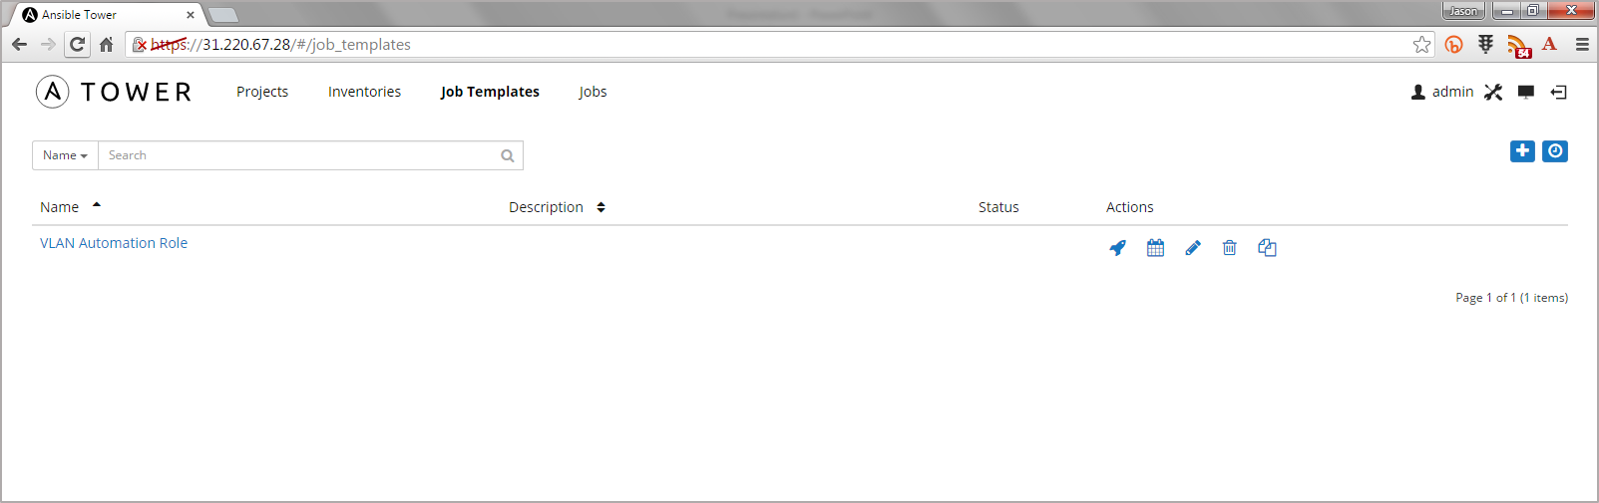 Ansible Tower
Jason
https://31.220.67.28/#/job_templates
54
A
TOWER Projects Inventories Job Templates Jobs admin
Name Search
Name Description Status Actions
VLAN Automation Role
Page 1 of 1 (1 items)